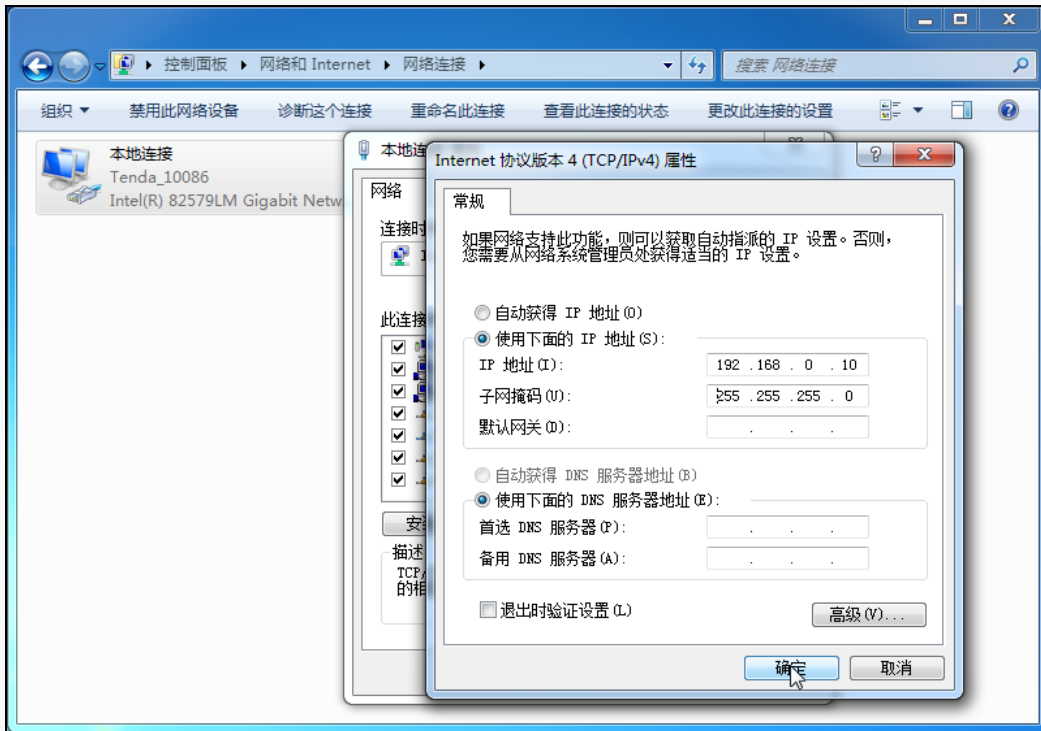 控制面板 网络和 Internet 网络连接
搜索 网络连接
组织 禁用此网络设备 诊断这个连接 重命名此连接 查看此连接的状态 更改此连接的设置
本地连接
Tenda_10086
Intel(R) 82579LM Gigabit Netw
本地连
网络
连接时
此连接
安装
描述
TCP/
的相
Internet 协议版本 4 (TCP/IPv4) 属性
常规
如果网络支持此功能，则可以获取自动指派的 IP 设置。否则，
您需要从网络系统管理员处获得适当的 IP 设置。
自动获得 IP 地址(O)
使用下面的 IP 地址(S):
IP 地址(I): 192 .168 . 0 . 10
子网掩码(U): 255 .255 .255 . 0
默认网关(D): . . .
自动获得 DNS 服务器地址(B)
使用下面的 DNS 服务器地址(E):
首选 DNS 服务器(P): . . .
备用 DNS 服务器(A): . . .
退出时验证设置(L)
高级(V)...
确定 取消